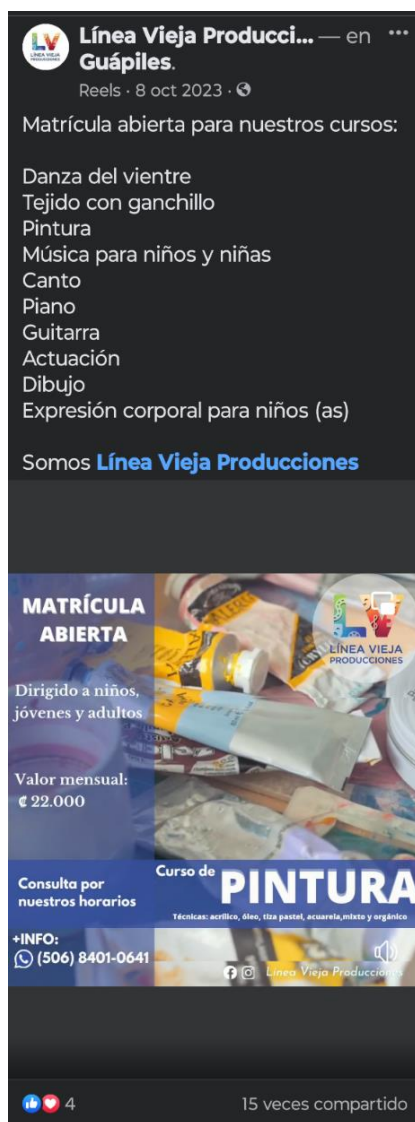 Línea Vieja Producci... — en ...
Guápiles.
Reels · 8 oct 2023 ·
Matrícula abierta para nuestros cursos:
Danza del vientre
Tejido con ganchillo
Pintura
Música para niños y niñas
Canto
Piano
Guitarra
Actuación
Dibujo
Expresión corporal para niños (as)
Somos Línea Vieja Producciones
MATRÍCULA
ABIERTA
LÍNEA VIEJA
PRODUCCIONES
Dirigido a niños,
jóvenes y adultos
Valor mensual:
₡ 22.000
Consulta por
nuestros horarios
Curso de
PINTURA
Técnicas: acrílico, óleo, tiza pastel, acuarela,mixto y orgánico
+INFO:
(506) 8401-0641
Línea Vieja Producciones
4
15 veces compartido